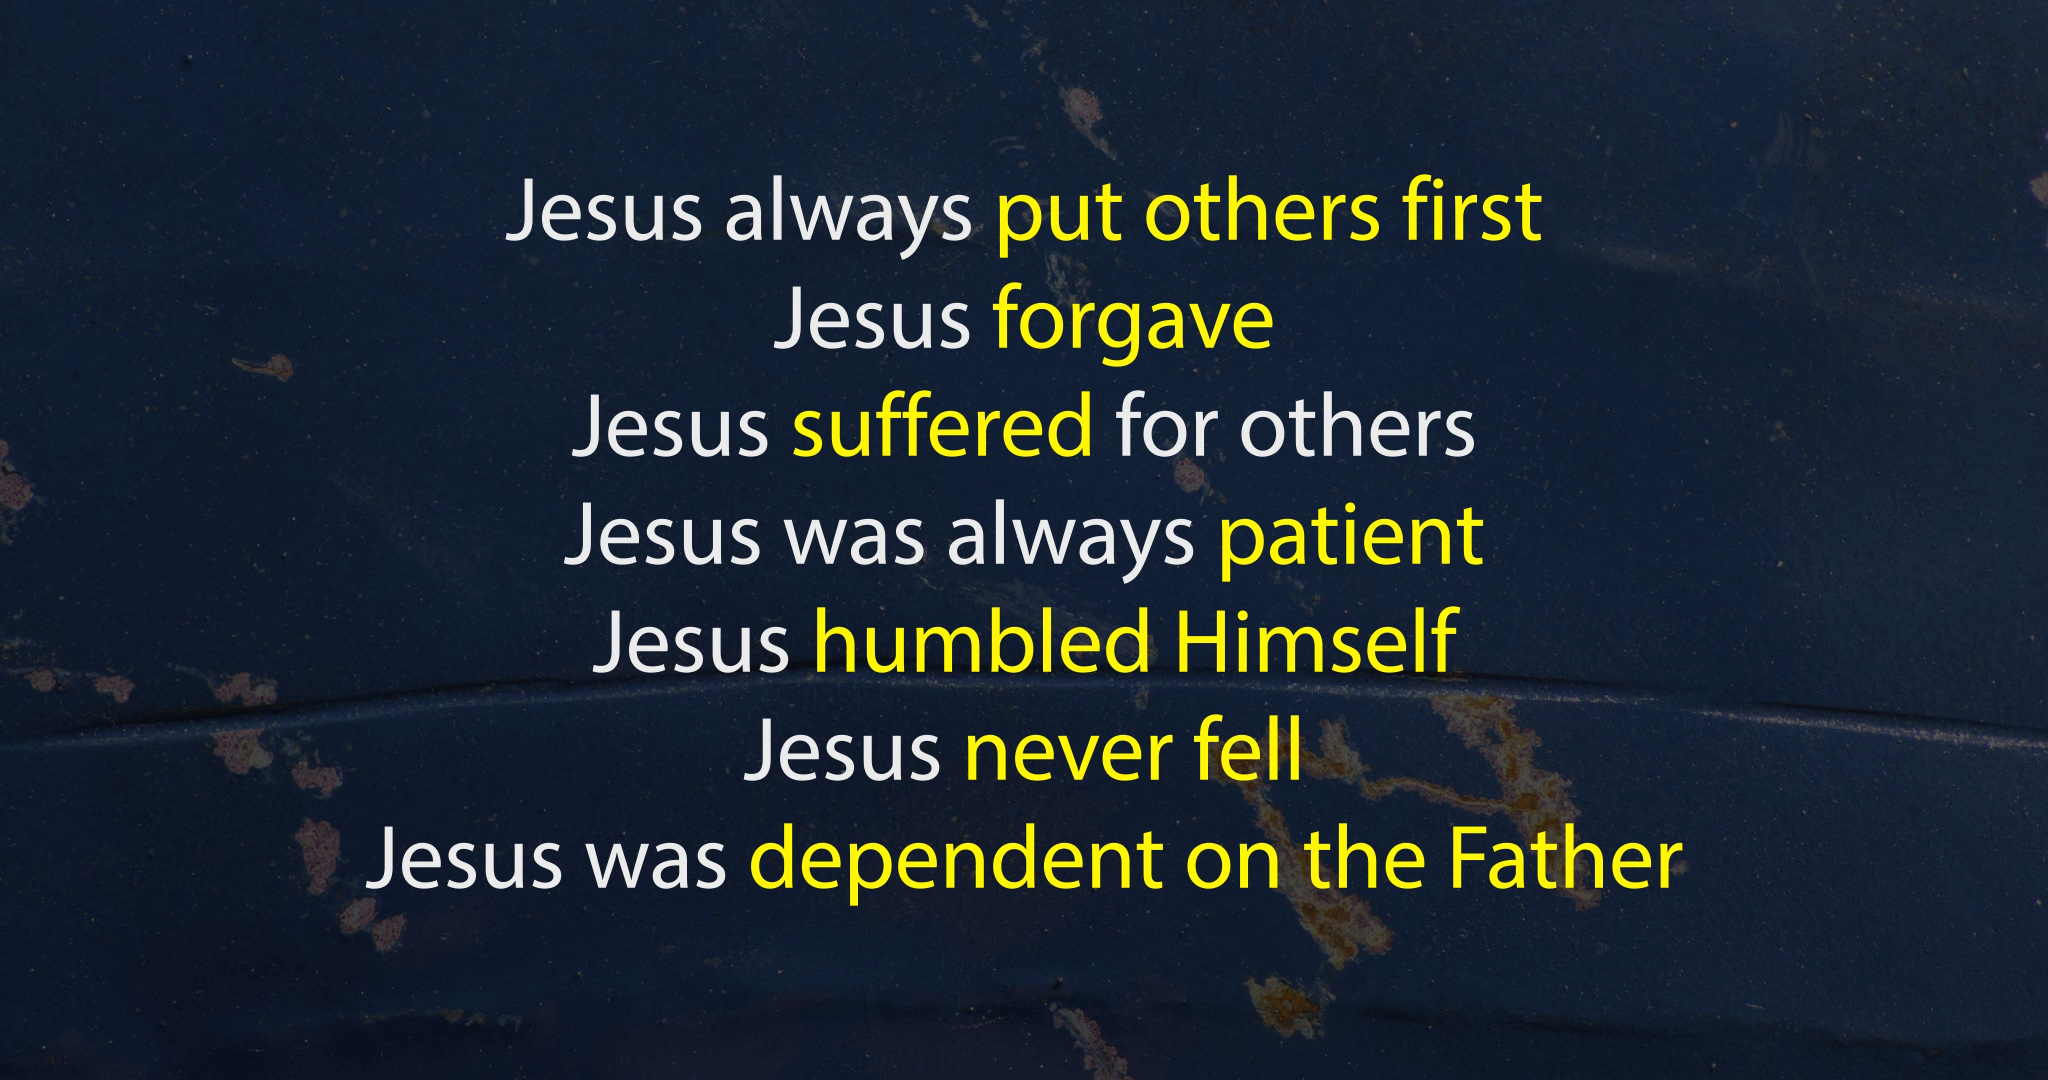 Jesus always put others first
Jesus forgave
Jesus suffered for others
Jesus was always patient
Jesus humbled Himself
Jesus never fell
Jesus was dependent on the Father